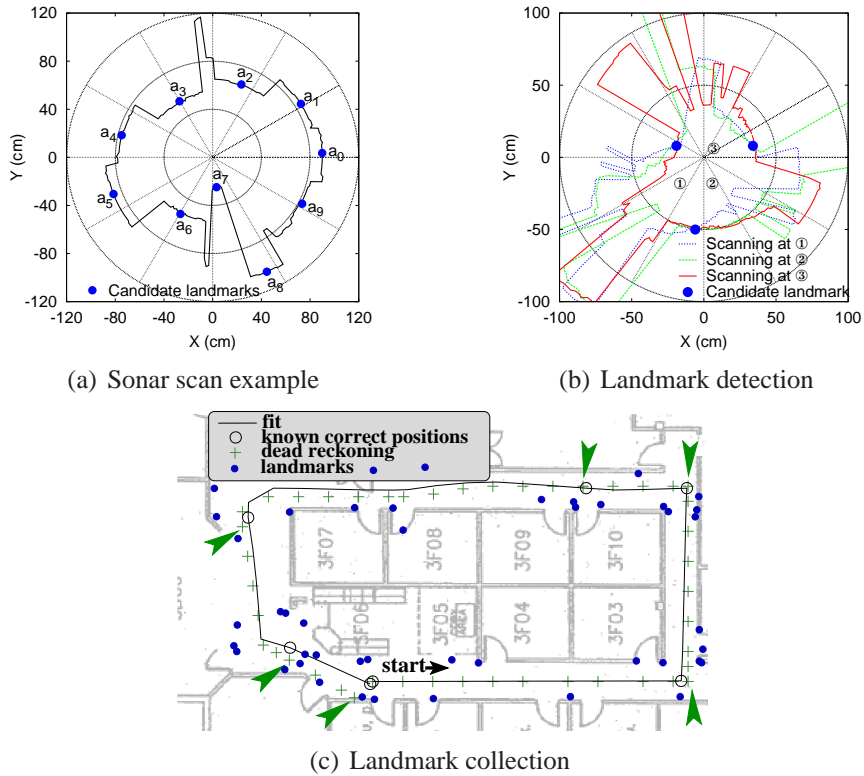 120
80
40
0
-40
-80
-120
Y (cm)
-120 -80 -40 0 40 80 120
X (cm)
a0
a1
a2
a3
a4
a5
a6
a7
a8
a9
Candidate landmarks
(a) Sonar scan example
100
50
0
-50
-100
Y (cm)
-100 -50 0 50 100
X (cm)
③
① ②
Scanning at ①
Scanning at ②
Scanning at ③
Candidate landmark
(b) Landmark detection
fit
known correct positions
dead reckoning
landmarks
3F07
3F08
3F09
3F10
3F06
3F05
COPY
AREA
3F04
3F03
start
(c) Landmark collection